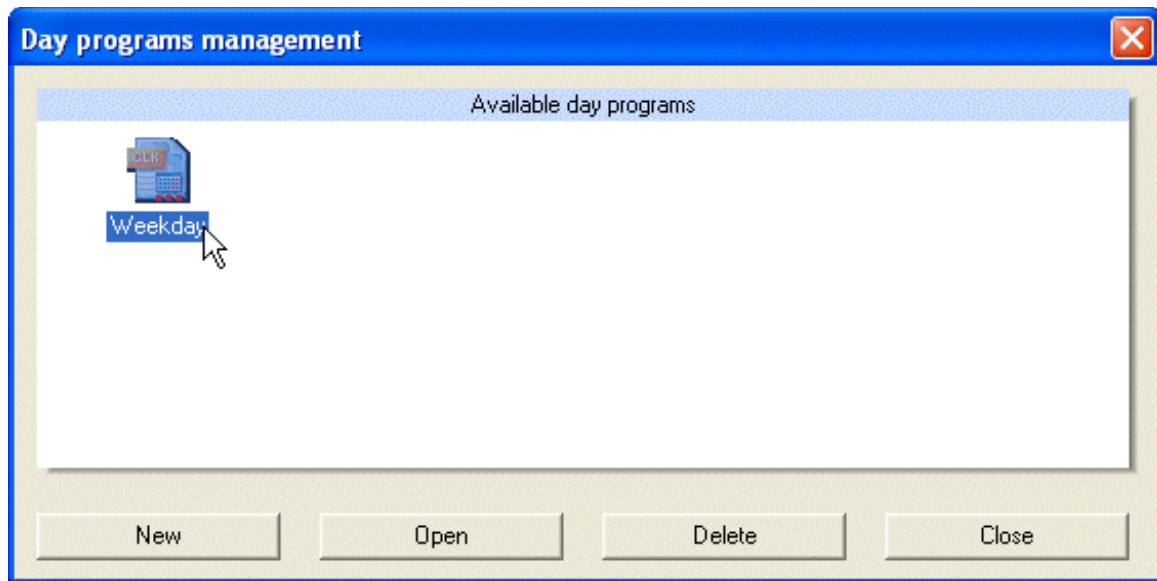 Day programs management
Available day programs
CLK
Weekday
New
Open
Delete
Close